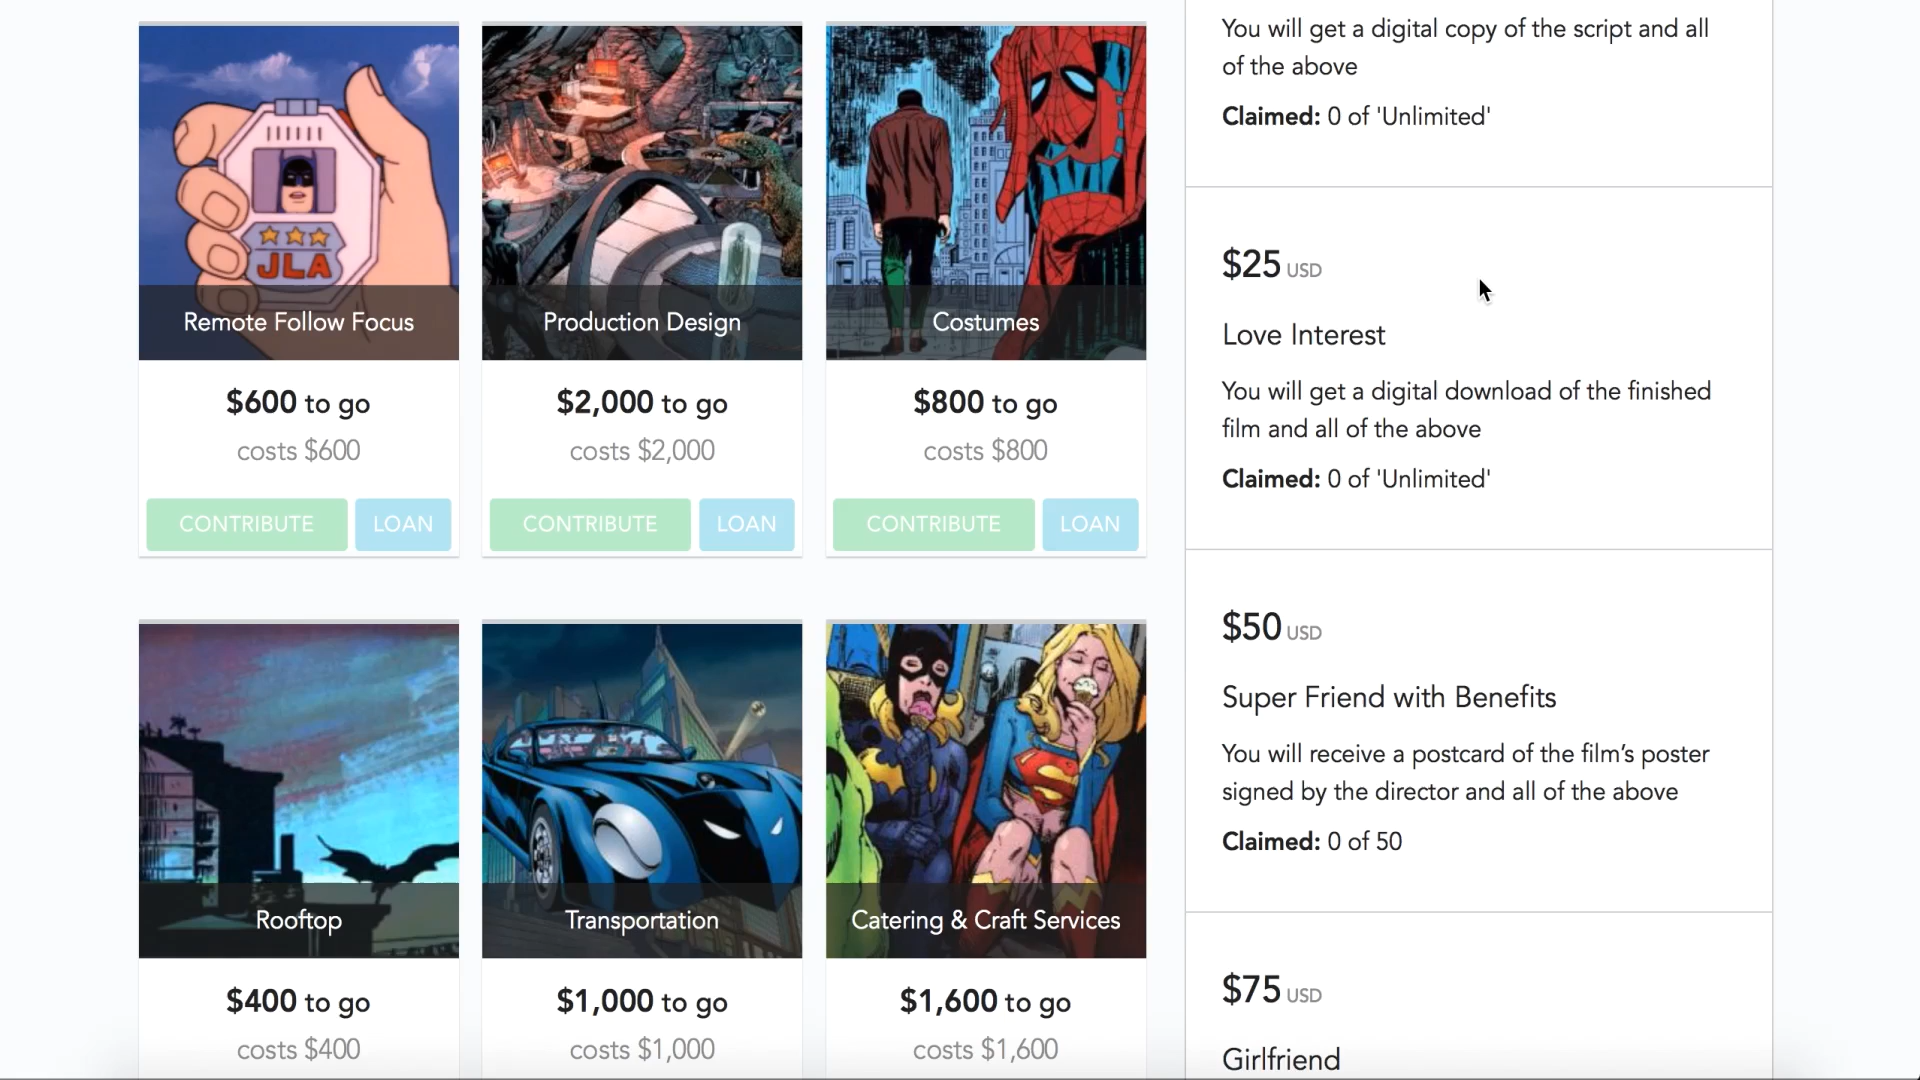 JLA
Remote Follow Focus
$600 to go
costs $600
CONTRIBUTE
LOAN
Production Design
$2,000 to go
costs $2,000
CONTRIBUTE
LOAN
Costumes
$800 to go
costs $800
CONTRIBUTE
LOAN
Rooftop
$400 to go
costs $400
Transportation
$1,000 to go
costs $1,000
Catering & Craft Services
$1,600 to go
costs $1,600
You will get a digital copy of the script and all
of the above
Claimed: 0 of 'Unlimited'
$25 USD
Love Interest
You will get a digital download of the finished
film and all of the above
Claimed: 0 of 'Unlimited'
$50 USD
Super Friend with Benefits
You will receive a postcard of the film’s poster
signed by the director and all of the above
Claimed: 0 of 50
$75 USD
Girlfriend